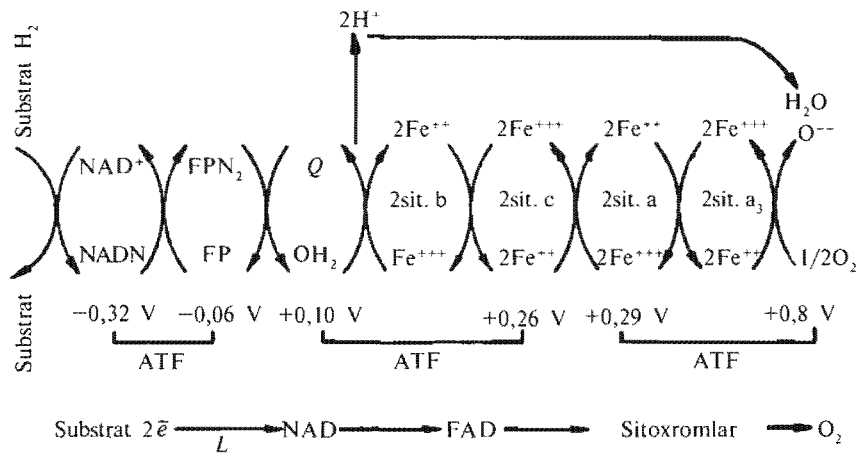 2H⁺
Substrat H₂
H₂O
2Fe⁺⁺ 2Fe⁺⁺⁺ 2Fe⁺⁺ 2Fe⁺⁺⁺ O⁻⁻
NAD⁺ FPN₂ Q
2sit. b 2sit. c 2sit. a 2sit. a₃
NADN FP OH₂ Fe⁺⁺⁺ 2Fe⁺⁺ 2Fe⁺⁺⁺ 2Fe⁺⁺ 1/2O₂
Substrat
−0,32 V −0,06 V +0,10 V +0,26 V +0,29 V +0,8 V
ATF ATF ATF
Substrat 2ē NAD FAD Sitoxromlar O₂
L